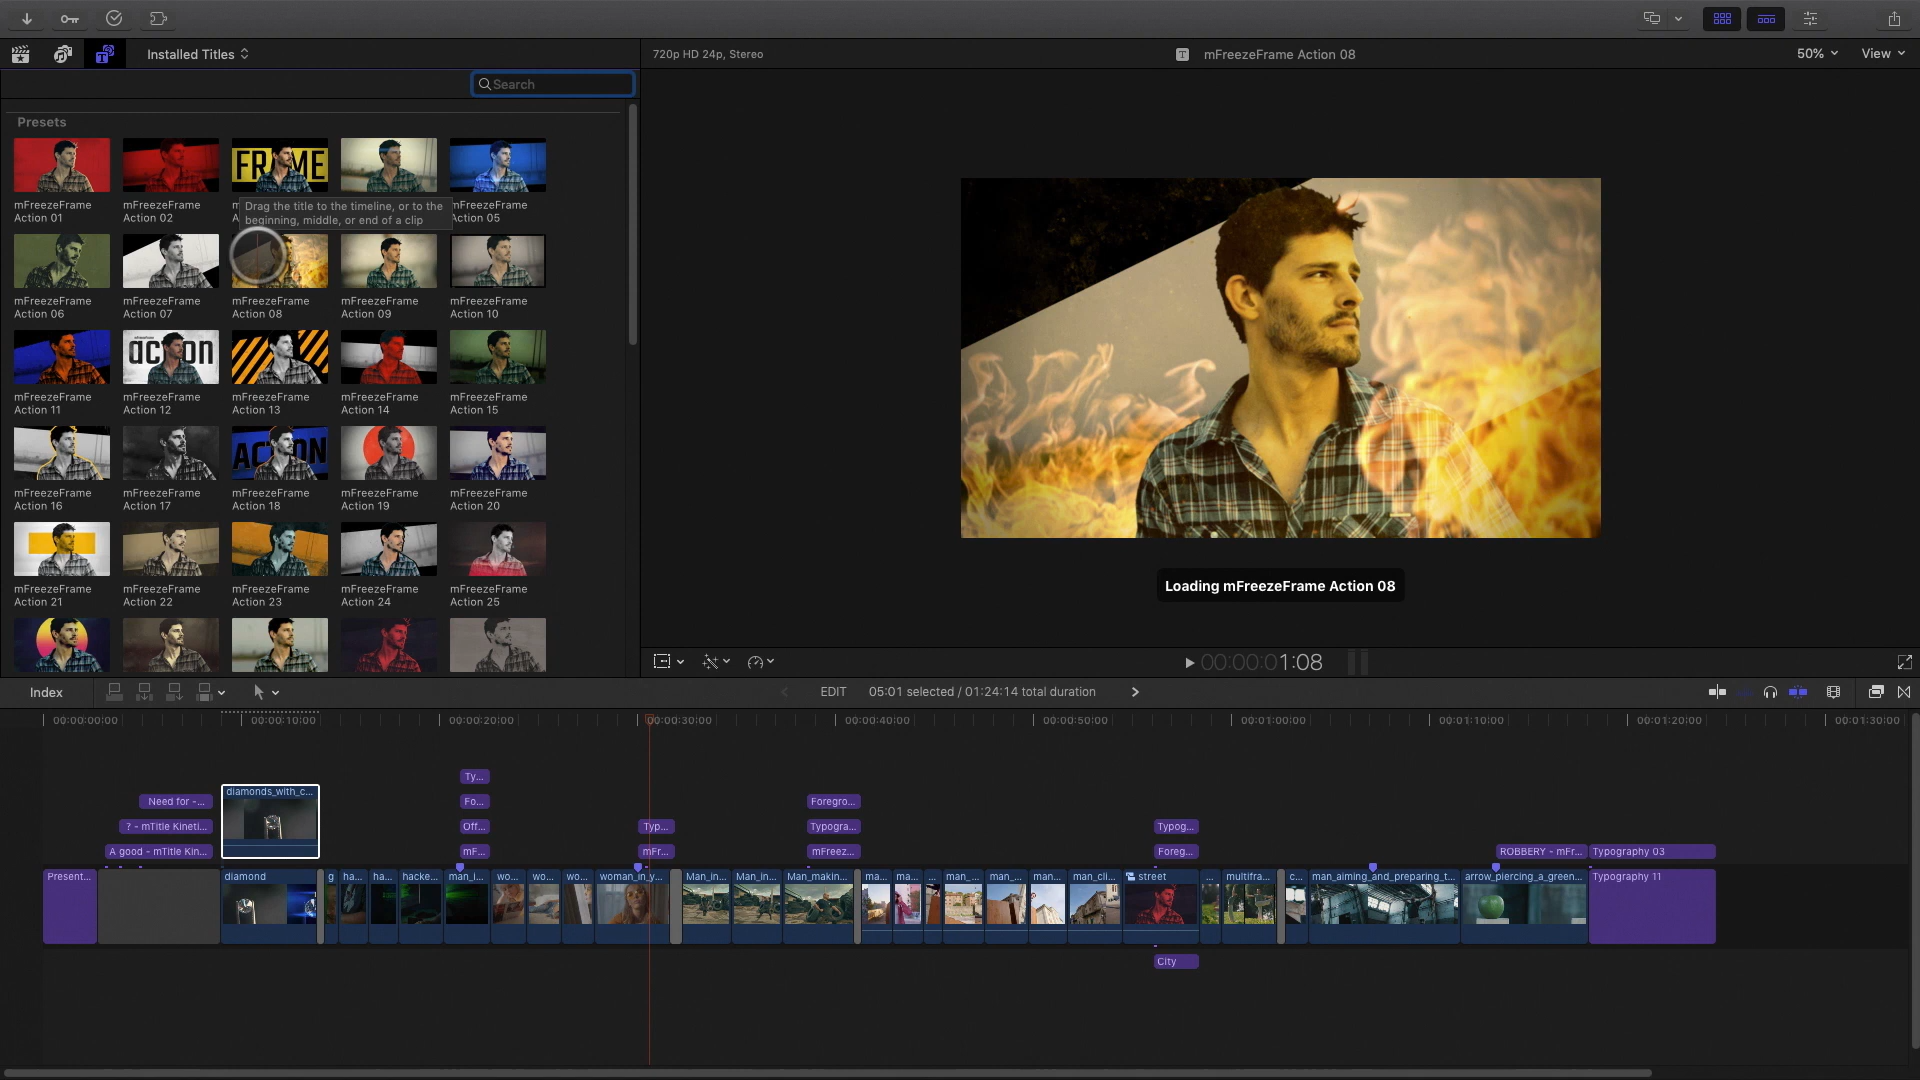 Installed Titles
720p HD 24p, Stereo
mFreezeFrame Action 08
50%
View
Search
Presets
FRAME
mFreezeFrame
Action 01
mFreezeFrame
Action 02
Drag the title to the timeline, or to the
beginning, middle, or end of a clip
Action 05
mFreezeFrame
Action 06
mFreezeFrame
Action 07
mFreezeFrame
Action 08
mFreezeFrame
Action 09
mFreezeFrame
Action 10
action
mFreezeFrame
Action 11
mFreezeFrame
Action 12
mFreezeFrame
Action 13
mFreezeFrame
Action 14
mFreezeFrame
Action 15
ACTION
mFreezeFrame
Action 16
mFreezeFrame
Action 17
mFreezeFrame
Action 18
mFreezeFrame
Action 19
mFreezeFrame
Action 20
mFreezeFrame
Action 21
mFreezeFrame
Action 22
mFreezeFrame
Action 23
mFreezeFrame
Action 24
mFreezeFrame
Action 25
Loading mFreezeFrame Action 08
00:00:01:08
Index
EDIT
05:01 selected / 01:24:14 total duration
00:00:00:00
00:00:10:00
00:00:20:00
00:00:30:00
00:00:40:00
00:00:50:00
00:01:00:00
00:01:10:00
00:01:20:00
00:01:30:00
Ty...
diamonds_with_c...
Need for -...
Fo...
Foregro...
? - mTitle Kineti...
Off...
Typ...
Typogra...
Typog...
A good - mTitle Kin...
mF...
mFr...
mFreez...
Foreg...
ROBBERY - mFr...
Typography 03
Present...
diamond
g
ha...
ha...
hacke...
man_i...
wo...
wo...
wo...
woman_in_y...
Man_in...
Man_in...
Man_makin...
ma...
ma...
...
man_...
man_...
man...
man_cli...
street
...
multifra...
c...
man_aiming_and_preparing_t...
arrow_piercing_a_green...
Typography 11
City